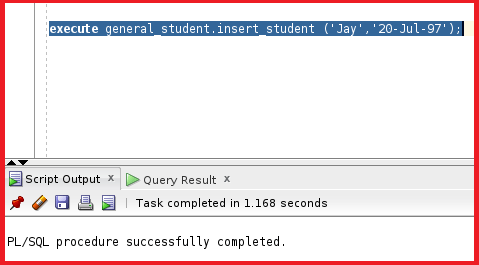 execute general_student.insert_student ('Jay','20-Jul-97');
Script Output x Query Result x
Task completed in 1.168 seconds
PL/SQL procedure successfully completed.